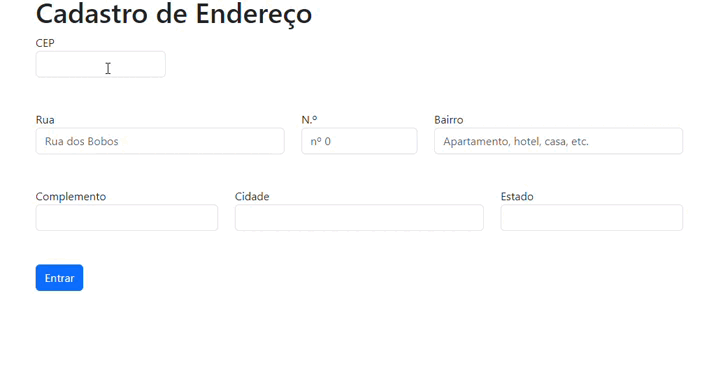 Cadastro de Endereço
CEP
Rua N.º Bairro
Rua dos Bobos nº 0 Apartamento, hotel, casa, etc.
Complemento Cidade Estado
Entrar